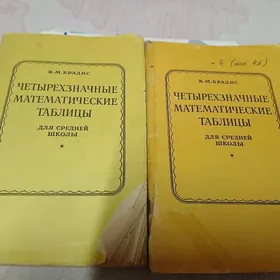 В. М. БРАДИС
ЧЕТЫРЕХЗНАЧНЫЕ
МАТЕМАТИЧЕСКИЕ
ТАБЛИЦЫ
ДЛЯ СРЕДНЕЙ
ШКОЛЫ
В. М. БРАДИС
ЧЕТЫРЕХЗНАЧНЫЕ
МАТЕМАТИЧЕСКИЕ
ТАБЛИЦЫ
ДЛЯ СРЕДНЕЙ
ШКОЛЫ